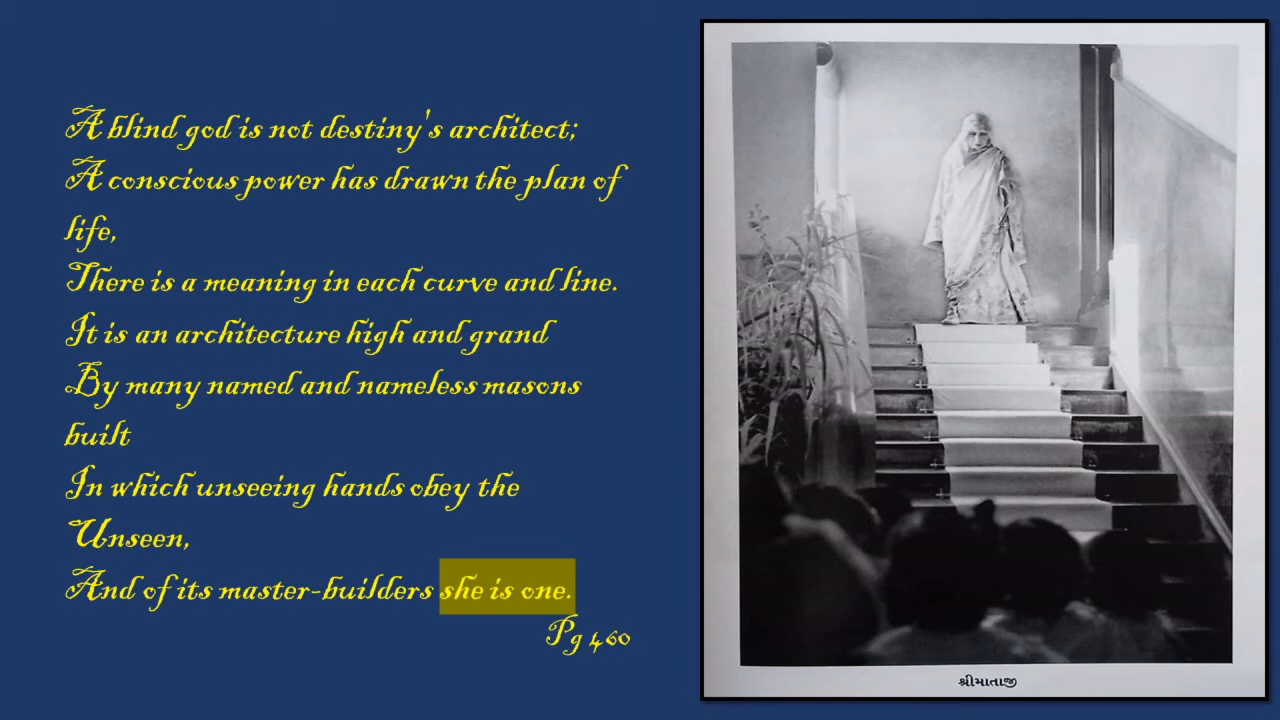 A blind god is not destiny's architect;
A conscious power has drawn the plan of
life,
There is a meaning in each curve and line.
It is an architecture high and grand
By many named and nameless masons
built
In which unseeing hands obey the
Unseen,
And of its master-builders she is one.
Pg 460
શ્રીમાતાજી